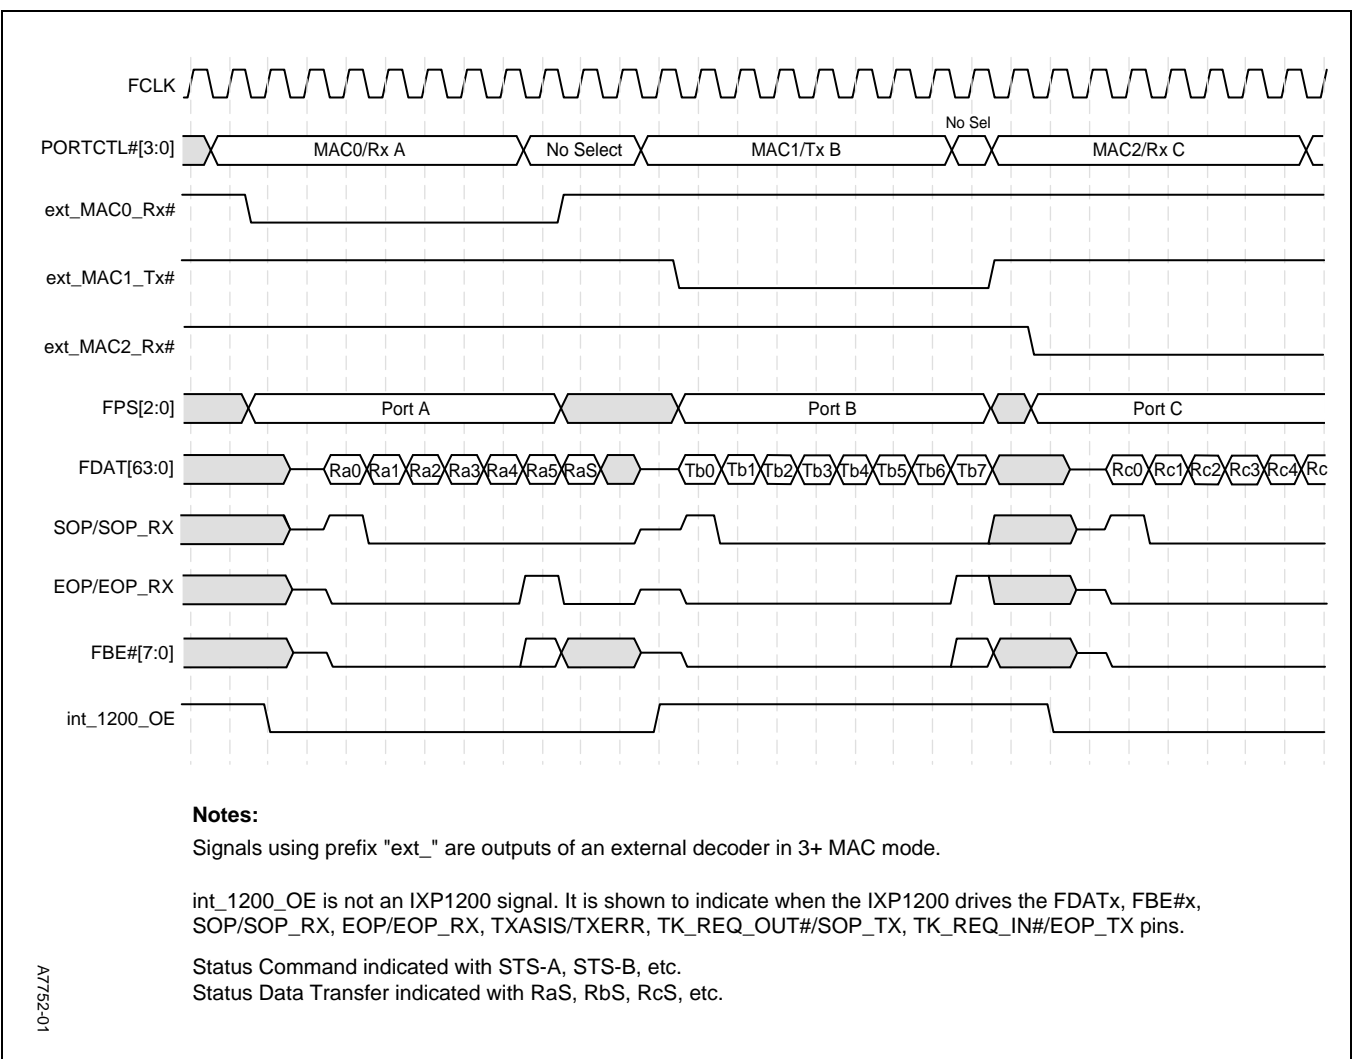 FCLK
No Sel
PORTCTL#[3:0] MAC0/Rx A No Select MAC1/Tx B MAC2/Rx C
ext_MAC0_Rx#
ext_MAC1_Tx#
ext_MAC2_Rx#
FPS[2:0] Port A Port B Port C
FDAT[63:0] Ra0 Ra1 Ra2 Ra3 Ra4 Ra5 RaS Tb0 Tb1 Tb2 Tb3 Tb4 Tb5 Tb6 Tb7 Rc0 Rc1 Rc2 Rc3 Rc4 Rc
SOP/SOP_RX
EOP/EOP_RX
FBE#[7:0]
int_1200_OE
Notes:
Signals using prefix "ext_" are outputs of an external decoder in 3+ MAC mode.
int_1200_OE is not an IXP1200 signal. It is shown to indicate when the IXP1200 drives the FDATx, FBE#x,
SOP/SOP_RX, EOP/EOP_RX, TXASIS/TXERR, TK_REQ_OUT#/SOP_TX, TK_REQ_IN#/EOP_TX pins.
Status Command indicated with STS-A, STS-B, etc.
Status Data Transfer indicated with RaS, RbS, RcS, etc.
A7752-01